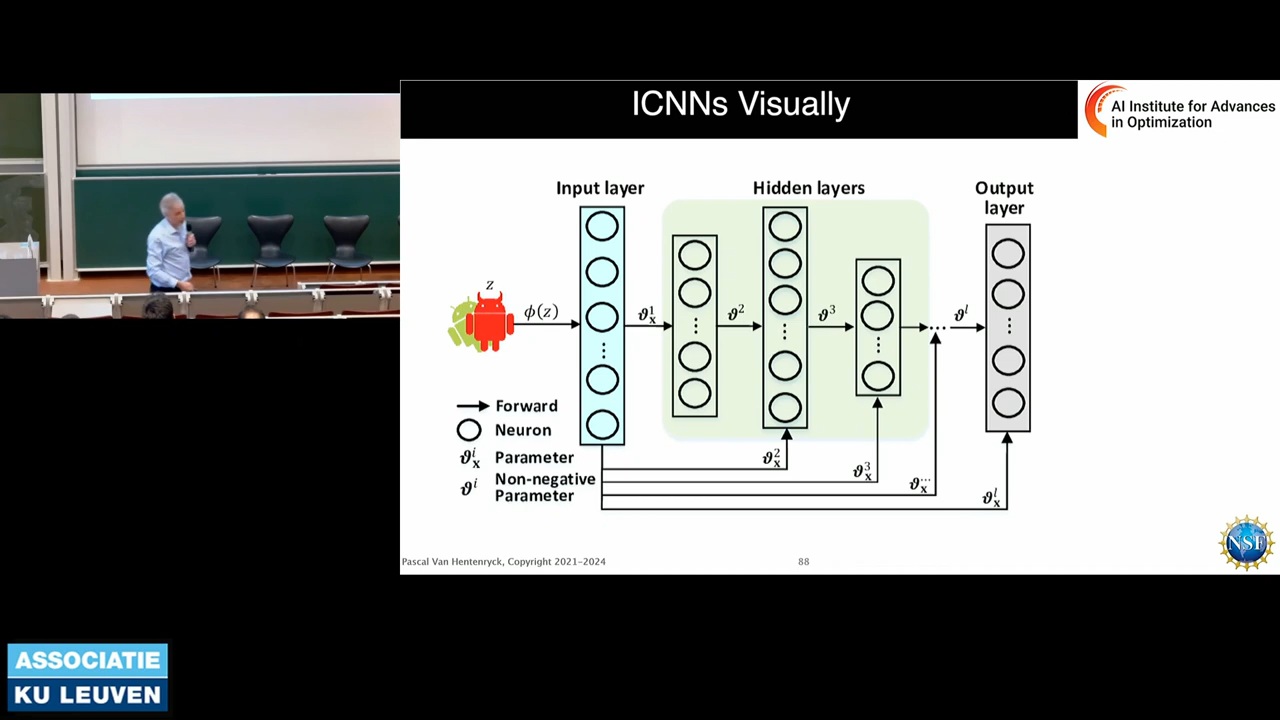 ICNNs Visually
AI Institute for Advances
in Optimization
Input layer
Hidden layers
Output
layer
z
ϕ(z)
ϑ¹ₓ
ϑ²
ϑ³
ϑˡ
...
Forward
Neuron
ϑⁱₓ Parameter
ϑⁱ Non-negative
Parameter
ϑ²ₓ
ϑ³ₓ
ϑ˙˙˙ₓ
ϑˡₓ
Pascal Van Hentenryck, Copyright 2021-2024
88
NSF
ASSOCIATIE
KU LEUVEN